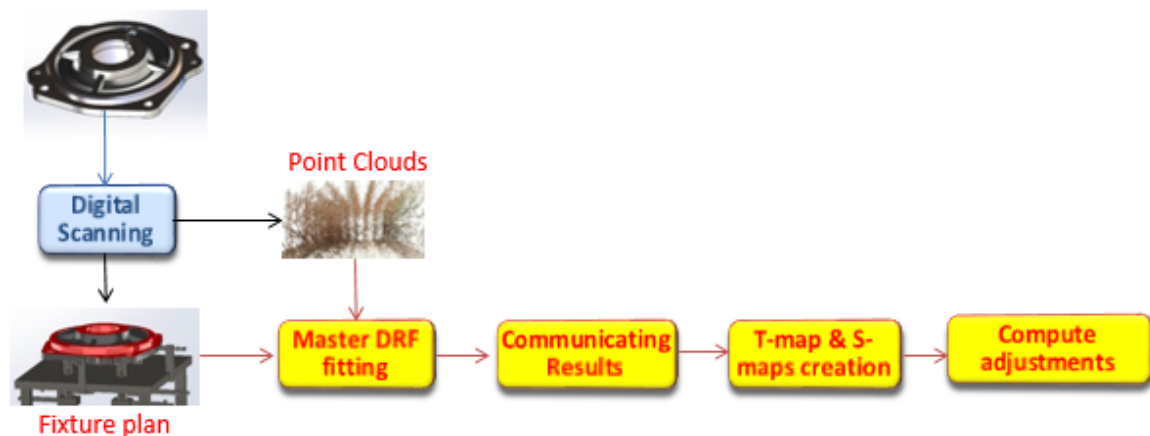 Point Clouds
Digital
Scanning
Master DRF
fitting
Communicating
Results
T-map & S-
maps creation
Compute
adjustments
Fixture plan